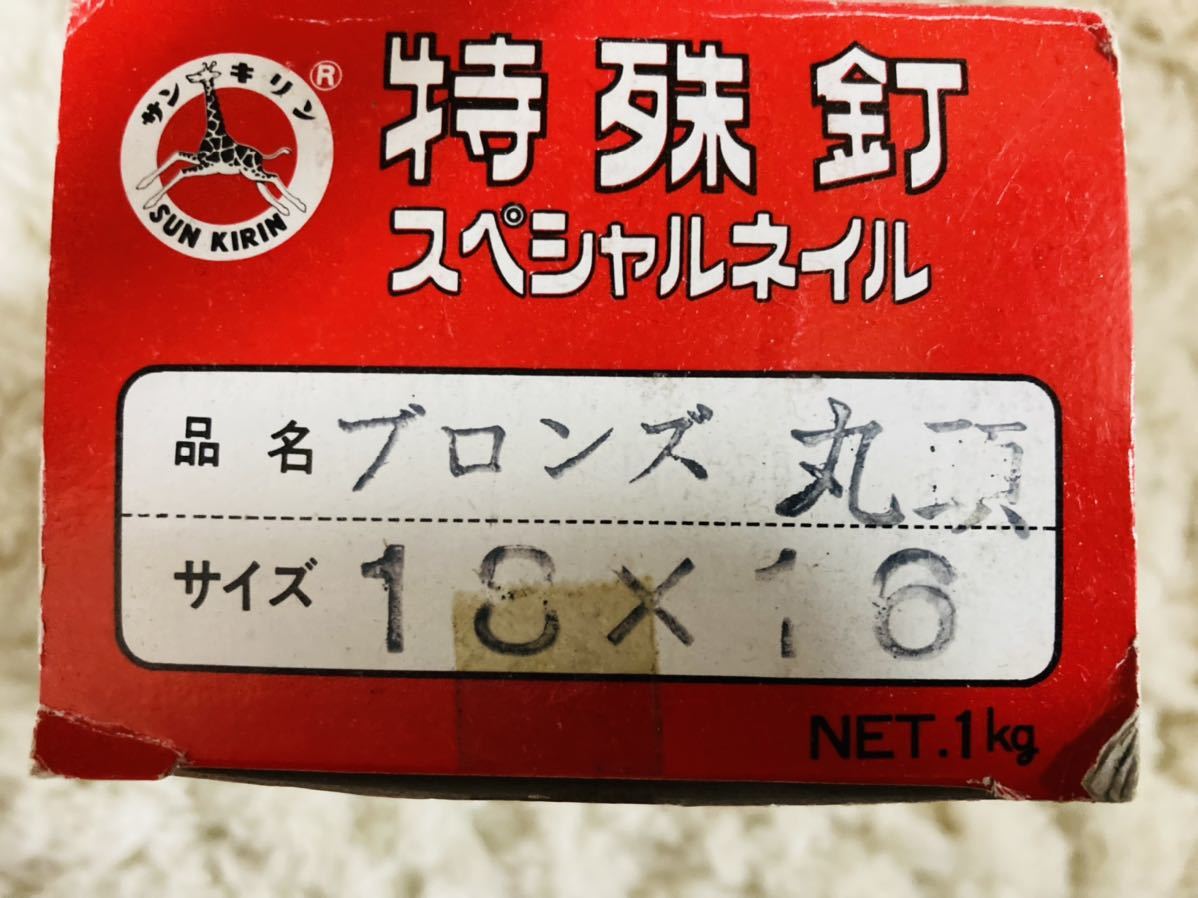 サンキリン®
SUN KIRIN
特殊釘
スペシャルネイル
品名 ブロンズ 丸頭
サイズ 18×16
NET.1kg